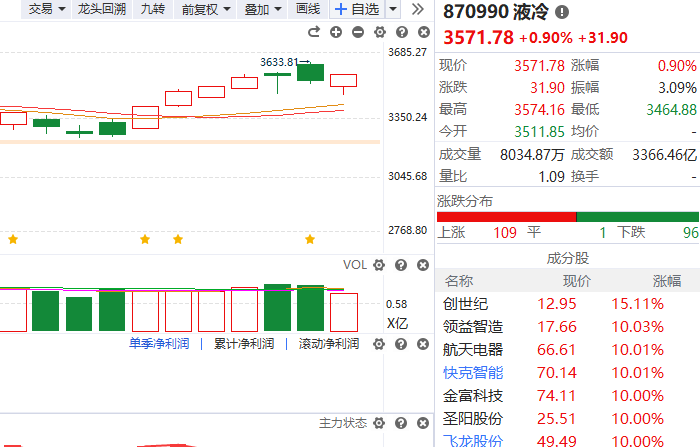 交易 龙头回溯 九转 前复权 叠加 画线 + 自选
870990 液冷
3571.78 +0.90% +31.90
3685.27
3633.81
3350.24
3045.68
2768.80
现价 3571.78 涨幅 0.90%
涨跌 31.90 振幅 3.09%
最高 3574.16 最低 3464.88
今开 3511.85 均价 -
成交量 8034.87万 成交额 3366.46亿
量比 1.09 换手 -
涨跌分布
上涨 109 平 1 下跌 96
VOL
0.58
X亿
单季净利润 | 累计净利润 | 滚动净利润
主力状态
成分股
名称 现价 涨幅
创世纪 12.95 15.11%
领益智造 17.66 10.03%
航天电器 66.61 10.01%
快克智能 70.14 10.01%
金富科技 74.11 10.00%
圣阳股份 25.51 10.00%
飞龙股份 49.49 10.00%